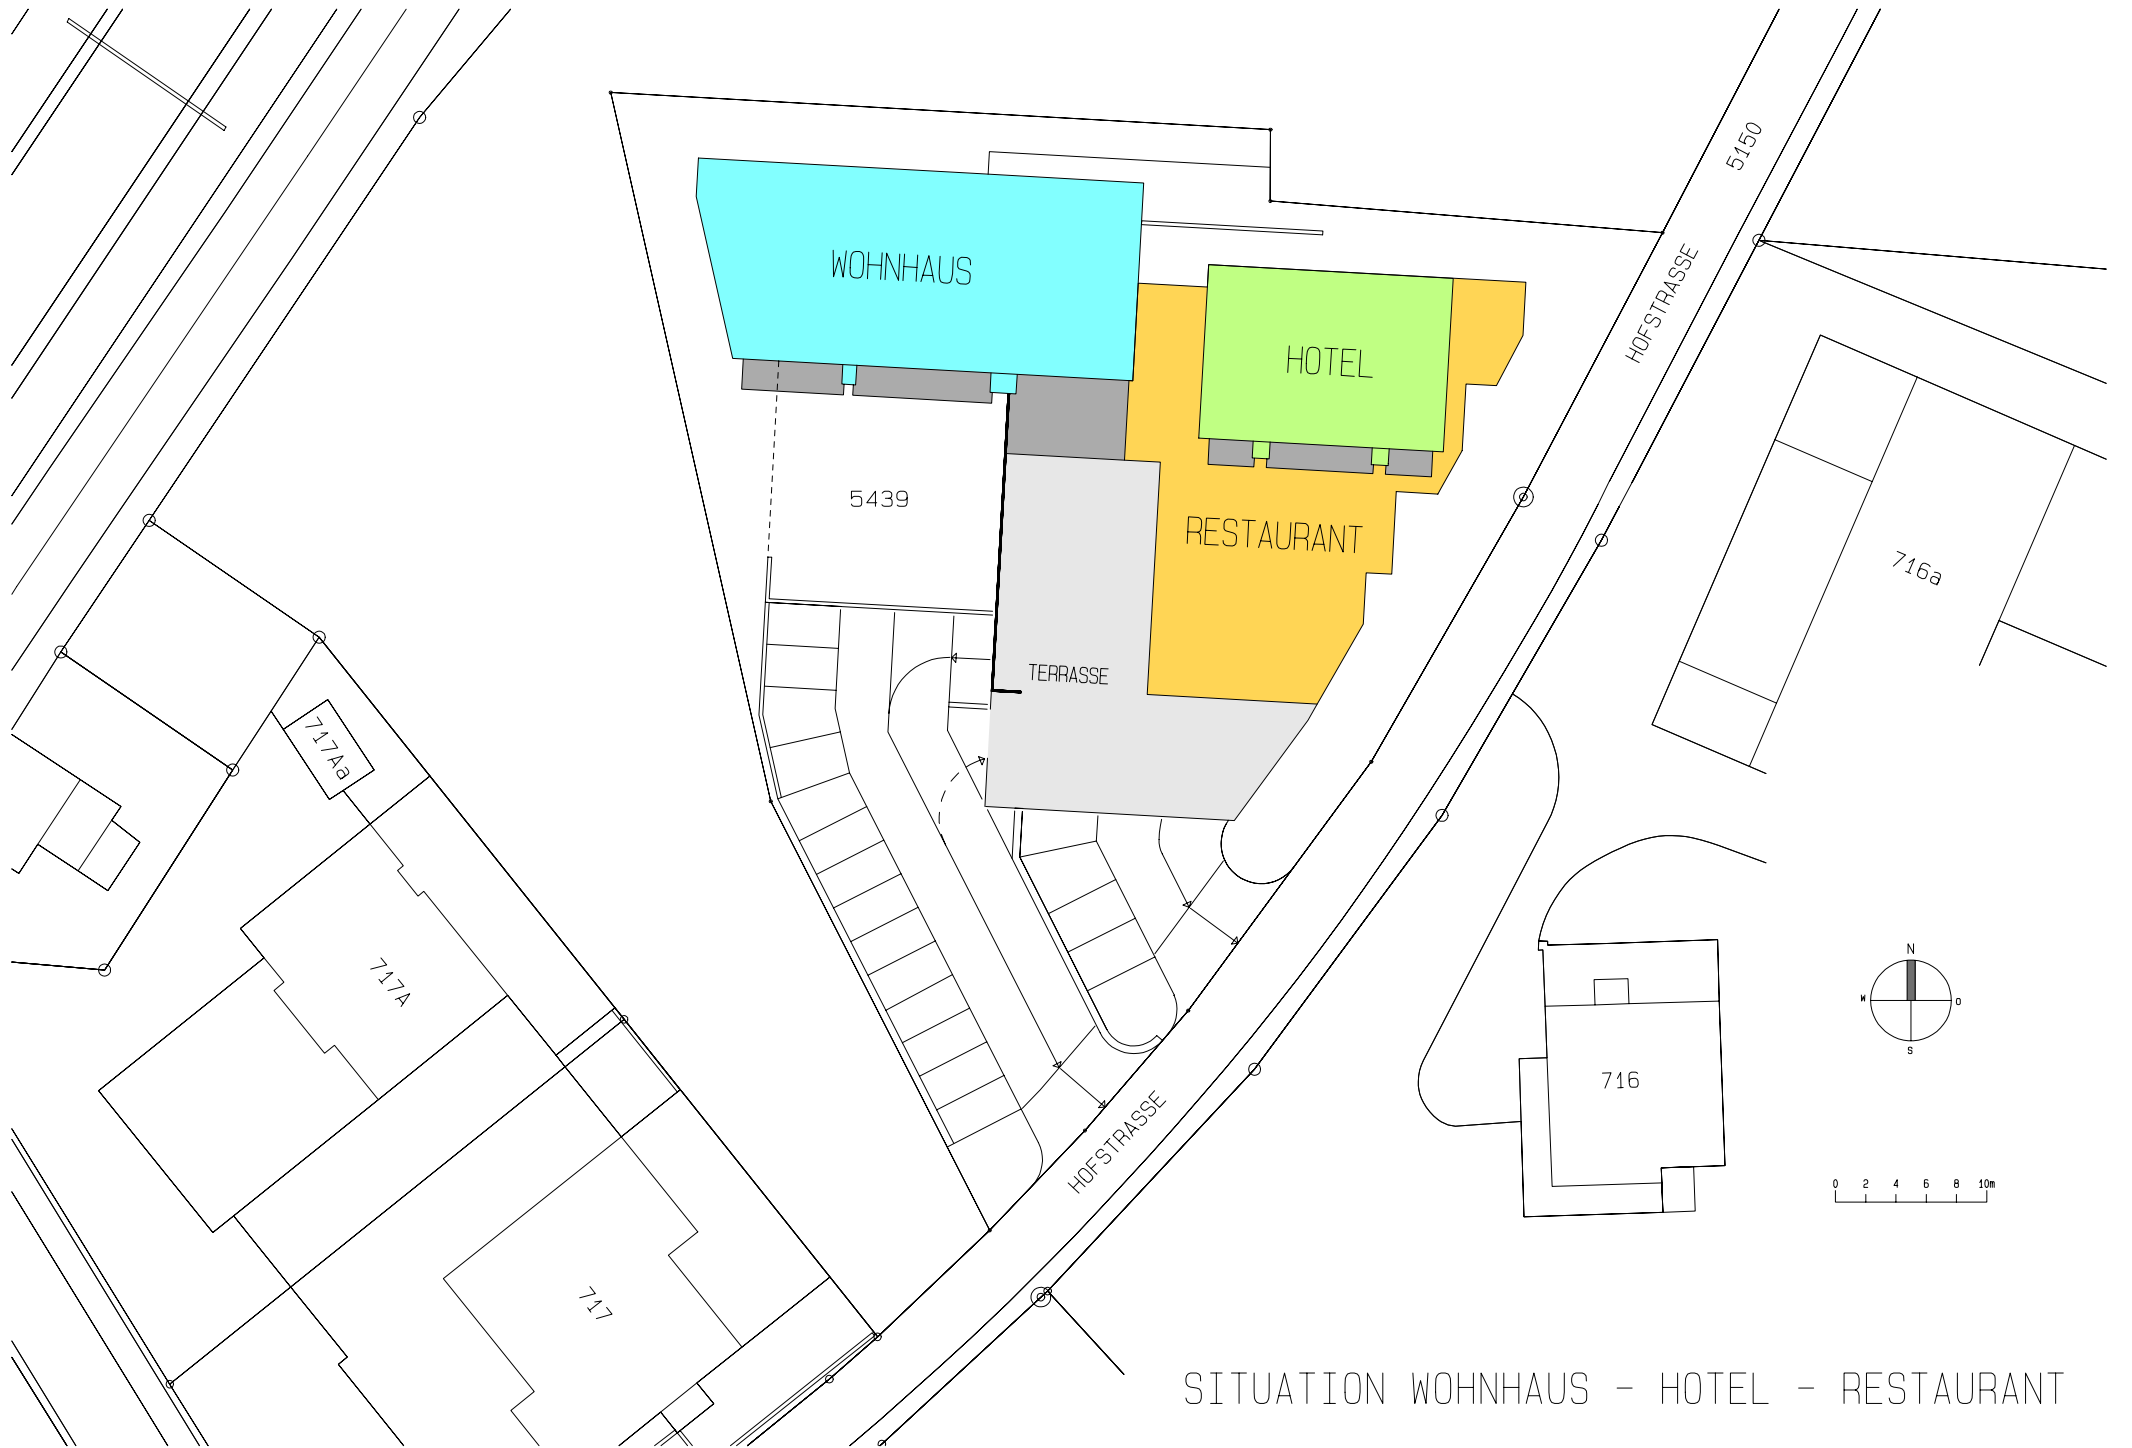 5150
HOFSTRASSE
WOHNHAUS
HOTEL
5439
RESTAURANT
716a
TERRASSE
717Aa
717A
N
W
O
S
716
HOFSTRASSE
0 2 4 6 8 10m
717
SITUATION WOHNHAUS - HOTEL - RESTAURANT